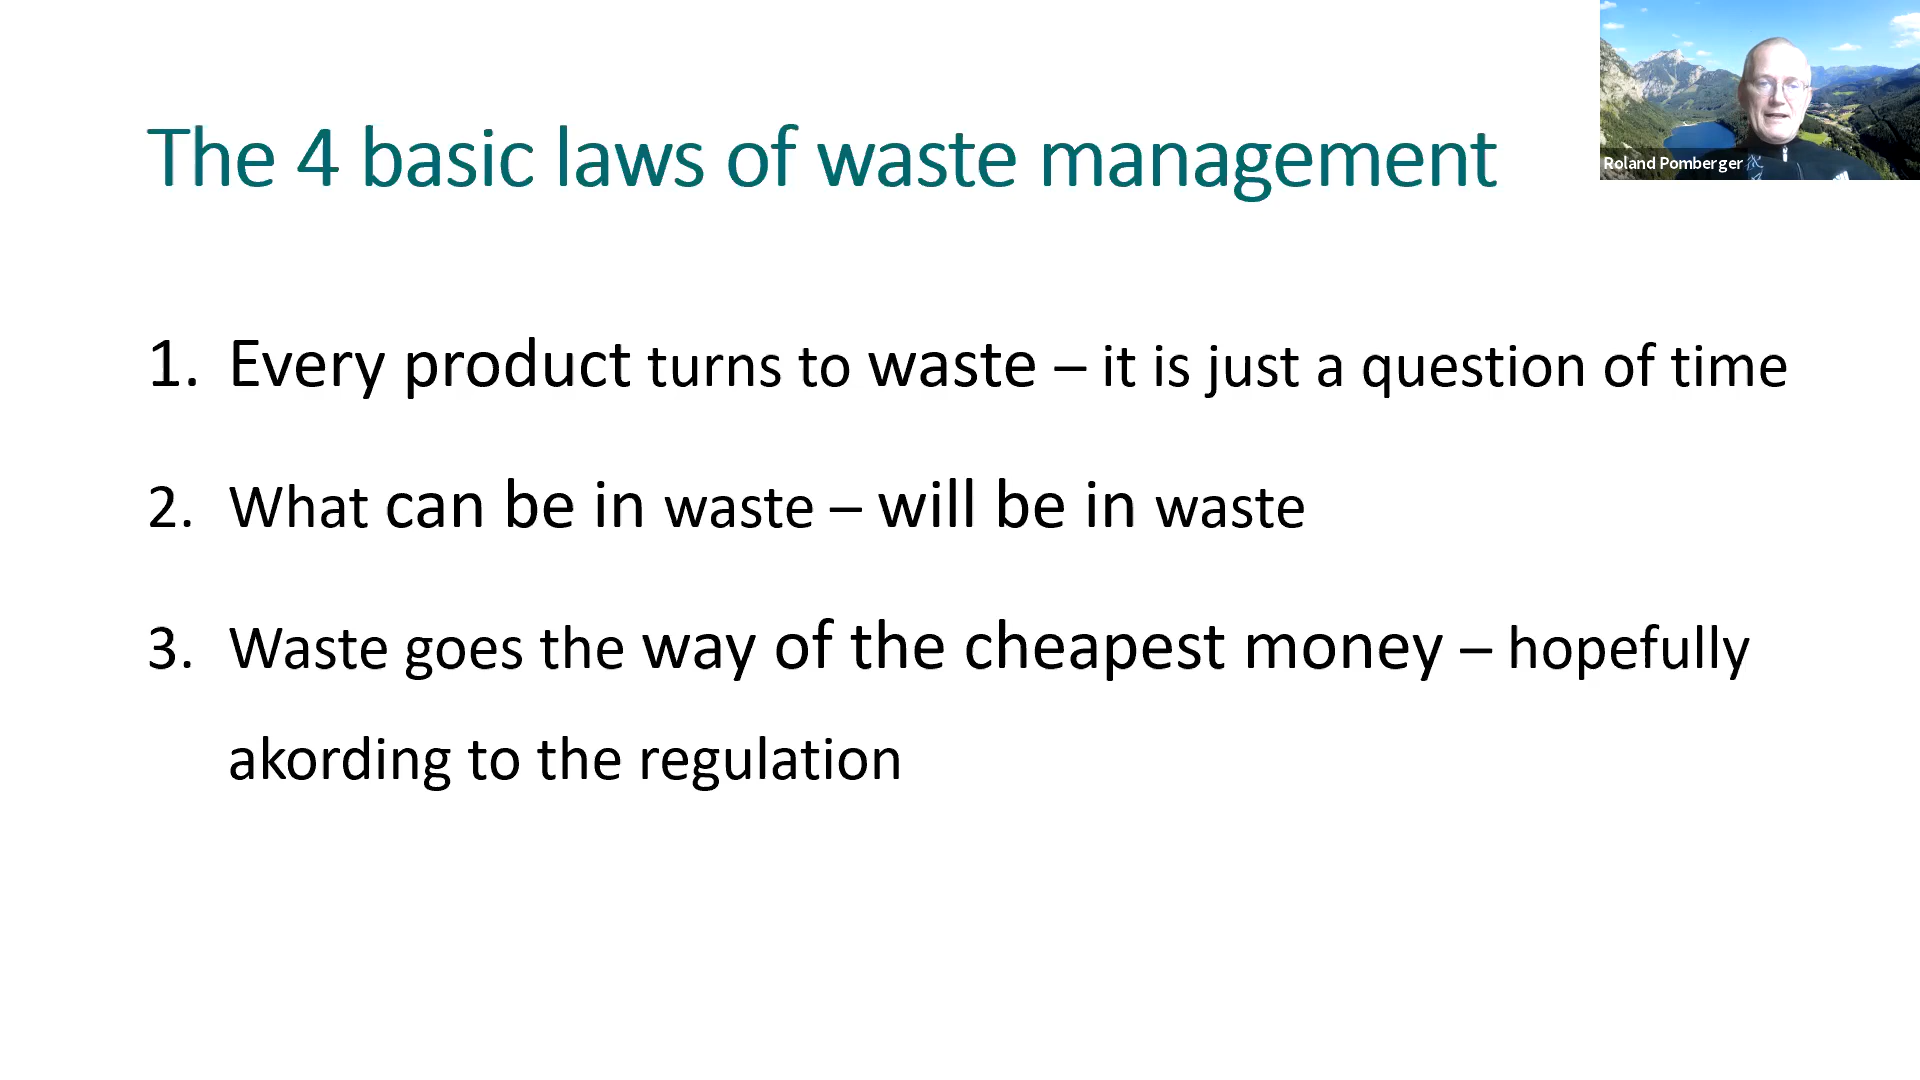 The 4 basic laws of waste management
Roland Pomberger
1. Every product turns to waste – it is just a question of time
2. What can be in waste – will be in waste
3. Waste goes the way of the cheapest money – hopefully
akording to the regulation